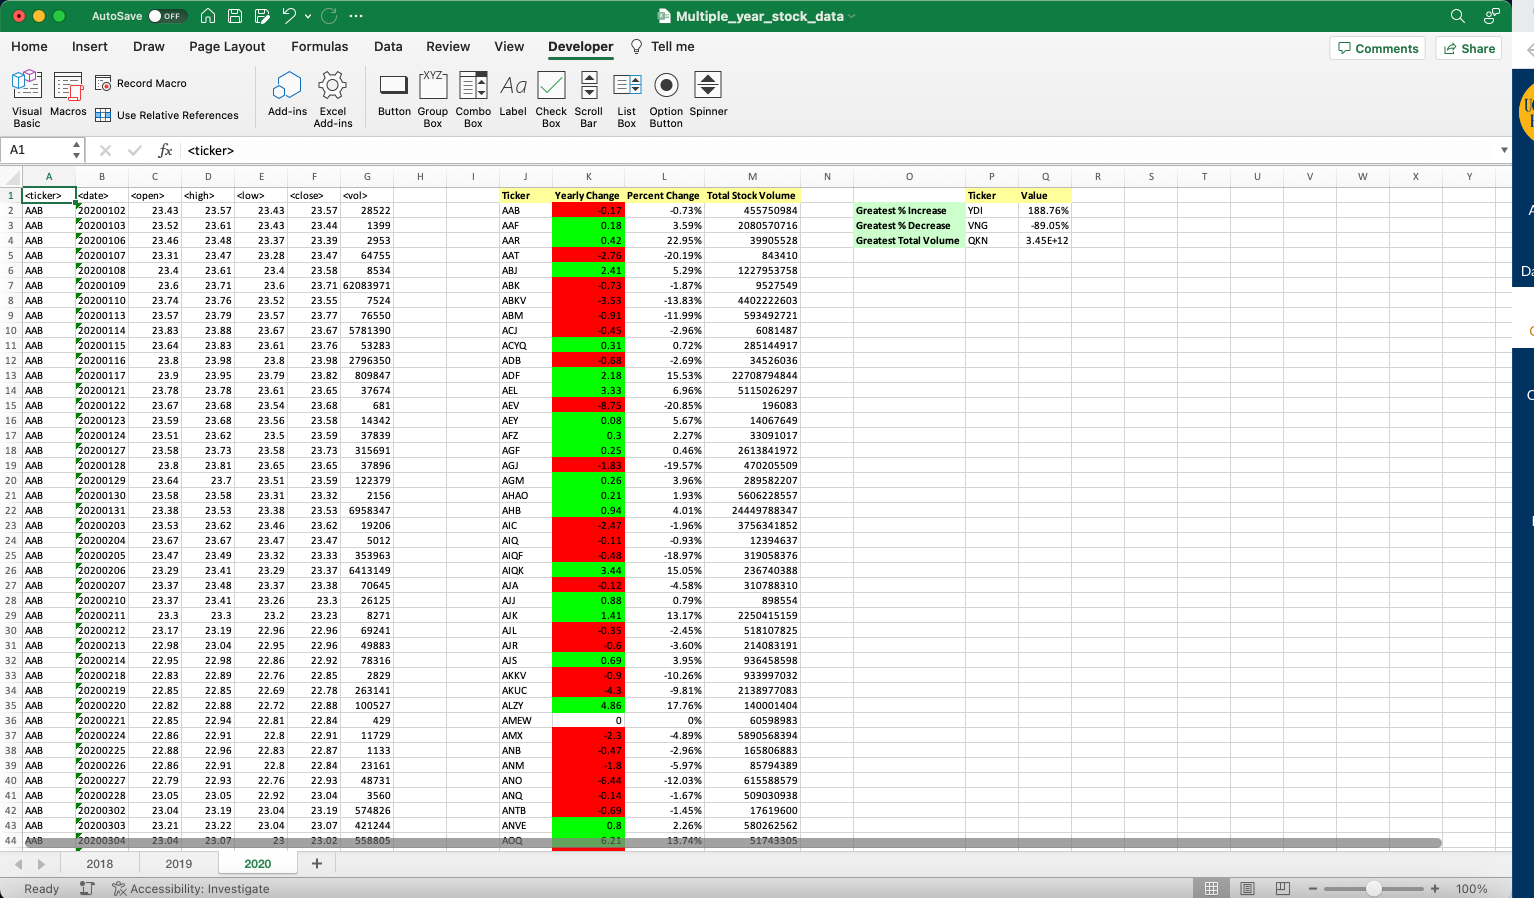 AutoSave OFF Multiple_year_stock_data
Home Insert Draw Page Layout Formulas Data Review View Developer Tell me Comments Share
Visual Basic Macros Record Macro Use Relative References Add-ins Excel Add-ins Button Group Box Combo Box Label Check Box Scroll Bar List Box Option Button Spinner
XYZ Aa
A1 fx <ticker>
A B C D E F G H I J K L M N O P Q R S T U V W X Y
1 <ticker> <date> <open> <high> <low> <close> <vol> Ticker Yearly Change Percent Change Total Stock Volume Ticker Value
2 AAB 20200102 23.43 23.57 23.43 23.57 28522 AAB -0.17 -0.73% 455750984 Greatest % Increase YDI 188.76%
3 AAB 20200103 23.52 23.61 23.43 23.44 1399 AAF 0.18 3.59% 2080570716 Greatest % Decrease VNG -89.05%
4 AAB 20200106 23.46 23.48 23.37 23.39 2953 AAR 0.42 22.95% 39905528 Greatest Total Volume QKN 3.45E+12
5 AAB 20200107 23.31 23.47 23.28 23.47 64755 AAT -2.76 -20.19% 843410
6 AAB 20200108 23.4 23.61 23.4 23.58 8534 ABJ 2.41 5.29% 1227953758
7 AAB 20200109 23.6 23.71 23.6 23.71 62083971 ABK -0.73 -1.87% 9527549
8 AAB 20200110 23.74 23.76 23.52 23.55 7524 ABKV -3.53 -13.83% 4402222603
9 AAB 20200113 23.57 23.79 23.57 23.77 76550 ABM -0.91 -11.99% 593492721
10 AAB 20200114 23.83 23.88 23.67 23.67 5781390 ACJ -0.45 -2.96% 6081487
11 AAB 20200115 23.64 23.83 23.61 23.76 53283 ACYQ 0.31 0.72% 285144917
12 AAB 20200116 23.8 23.98 23.8 23.98 2796350 ADB -0.68 -2.69% 34526036
13 AAB 20200117 23.9 23.95 23.79 23.82 809847 ADF 2.18 15.53% 22708794844
14 AAB 20200121 23.78 23.78 23.61 23.65 37674 AEL 3.33 6.96% 5115026297
15 AAB 20200122 23.67 23.68 23.54 23.68 681 AEV -8.75 -20.85% 196083
16 AAB 20200123 23.59 23.68 23.56 23.58 14342 AEY 0.08 5.67% 14067649
17 AAB 20200124 23.51 23.62 23.5 23.59 37839 AFZ 0.3 2.27% 33091017
18 AAB 20200127 23.58 23.73 23.58 23.73 315691 AGF 0.25 0.46% 2613841972
19 AAB 20200128 23.8 23.81 23.65 23.65 37896 AGJ -1.83 -19.57% 470205509
20 AAB 20200129 23.64 23.7 23.51 23.59 122379 AGM 0.26 3.96% 289582207
21 AAB 20200130 23.58 23.58 23.31 23.32 2156 AHAO 0.21 1.93% 5606228557
22 AAB 20200131 23.38 23.53 23.38 23.53 6958347 AHB 0.94 4.01% 24449788347
23 AAB 20200203 23.53 23.62 23.46 23.62 19206 AIC -2.47 -1.96% 3756341852
24 AAB 20200204 23.67 23.67 23.47 23.47 5012 AIQ -0.11 -0.93% 12394637
25 AAB 20200205 23.47 23.49 23.32 23.33 353963 AIQF -0.48 -18.97% 319058376
26 AAB 20200206 23.29 23.41 23.29 23.37 6413149 AIQK 3.44 15.05% 236740388
27 AAB 20200207 23.37 23.48 23.37 23.38 70645 AJA -0.12 -4.58% 310788310
28 AAB 20200210 23.37 23.41 23.26 23.3 26125 AJJ 0.88 0.79% 898554
29 AAB 20200211 23.3 23.3 23.2 23.23 8271 AJK 1.41 13.17% 2250415159
30 AAB 20200212 23.17 23.19 22.96 22.96 69241 AJL -0.35 -2.45% 518107825
31 AAB 20200213 22.98 23.04 22.95 22.96 49883 AJR -0.6 -3.60% 214083191
32 AAB 20200214 22.95 22.98 22.86 22.92 78316 AJS 0.69 3.95% 936458598
33 AAB 20200218 22.83 22.89 22.76 22.85 2829 AKKV -0.9 -10.26% 933997032
34 AAB 20200219 22.85 22.85 22.69 22.78 263141 AKUC -4.3 -9.81% 2138977083
35 AAB 20200220 22.82 22.88 22.72 22.88 100527 ALZY 4.86 17.76% 140001404
36 AAB 20200221 22.85 22.94 22.81 22.84 429 AMEW 0 0% 60598983
37 AAB 20200224 22.86 22.91 22.8 22.91 11729 AMX -2.3 -4.89% 5890568394
38 AAB 20200225 22.88 22.96 22.83 22.87 1133 ANB -0.47 -2.96% 165806883
39 AAB 20200226 22.86 22.91 22.8 22.84 23161 ANM -1.8 -5.97% 85794389
40 AAB 20200227 22.79 22.93 22.76 22.93 48731 ANO -6.44 -12.03% 615588579
41 AAB 20200228 23.05 23.05 22.92 23.04 3560 ANQ -0.14 -1.67% 509030938
42 AAB 20200302 23.04 23.19 23.04 23.19 574826 ANTB -0.69 -1.45% 17619600
43 AAB 20200303 23.21 23.22 23.04 23.07 421244 ANVE 0.8 2.26% 580262562
44 AAB 20200304 23.04 23.07 23 23.02 558805 AOQ 6.21 13.74% 51743305
2018 2019 2020 +
Ready Accessibility: Investigate 100%